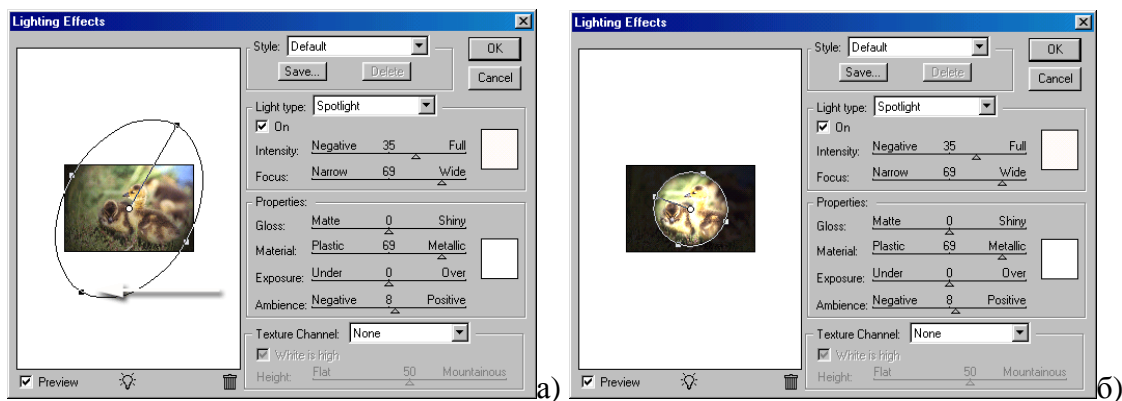 Lighting Effects
Style: Default
OK
Save... Delete
Cancel
Light type: Spotlight
On
Intensity: Negative 35 Full
Focus: Narrow 69 Wide
Properties:
Gloss: Matte 0 Shiny
Material: Plastic 69 Metallic
Exposure: Under 0 Over
Ambience: Negative 8 Positive
Texture Channel: None
White is high
Height: Flat 50 Mountainous
Preview
а)
Lighting Effects
Style: Default
OK
Save... Delete
Cancel
Light type: Spotlight
On
Intensity: Negative 35 Full
Focus: Narrow 69 Wide
Properties:
Gloss: Matte 0 Shiny
Material: Plastic 69 Metallic
Exposure: Under 0 Over
Ambience: Negative 8 Positive
Texture Channel: None
White is high
Height: Flat 50 Mountainous
Preview
б)